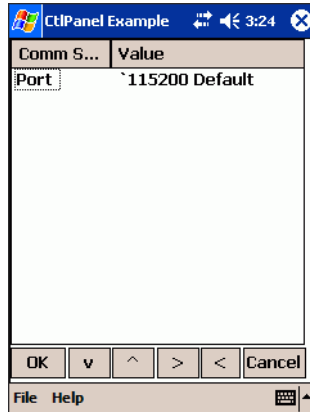 CtlPanel Example 3:24
Comm S... Value
Port `115200 Default
OK v ^ > < Cancel
File Help